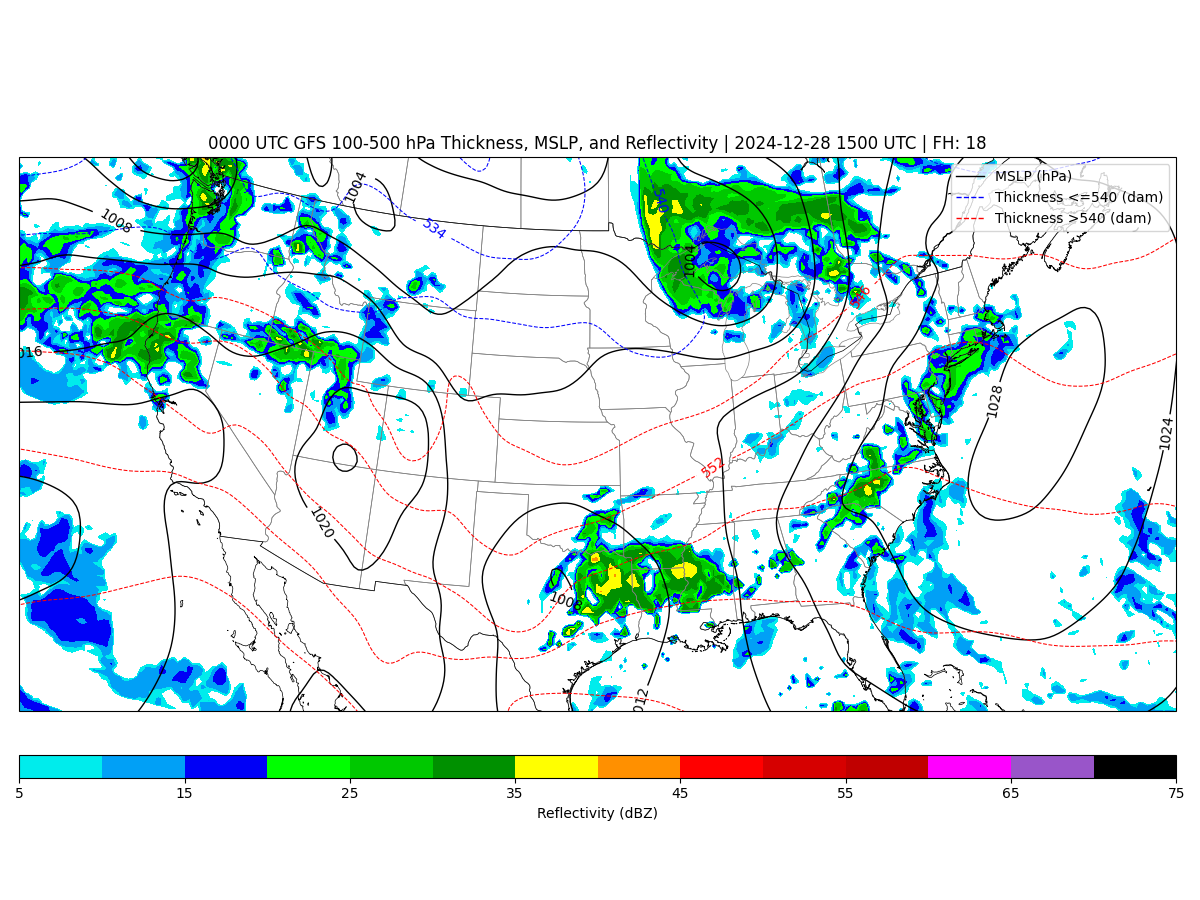 0000 UTC GFS 100-500 hPa Thickness, MSLP, and Reflectivity | 2024-12-28 1500 UTC | FH: 18
MSLP (hPa)
Thickness <=540 (dam)
Thickness >540 (dam)
1004
1008
534
540
1004
016
1028
1024
552
1020
1008
012
5 15 25 35 45 55 65 75
Reflectivity (dBZ)